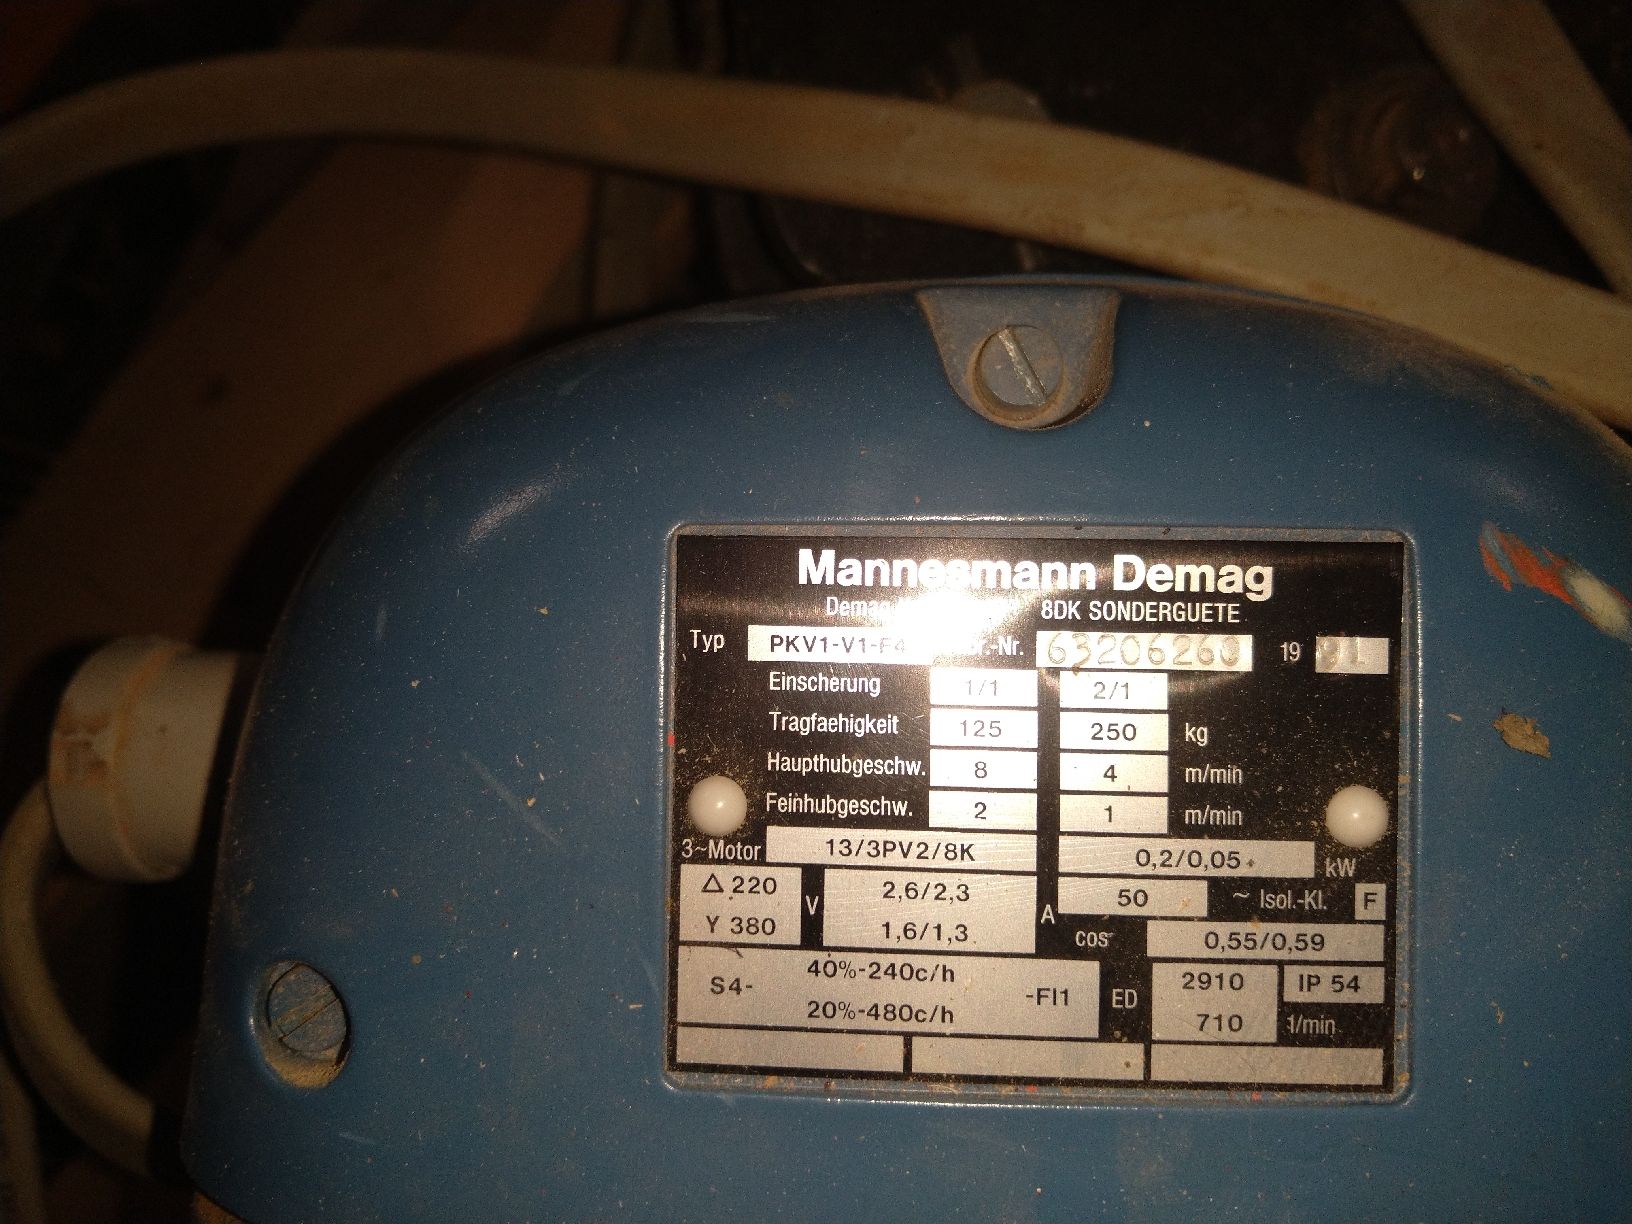 Mannesmann Demag
Demag 8DK SONDERGUETE
Typ PKV1-V1-F4 -Nr. 63206260 19 91
Einscherung 1/1 2/1
Tragfaehigkeit 125 250 kg
Haupthubgeschw. 8 4 m/min
Feinhubgeschw. 2 1 m/min
3~Motor 13/3PV2/8K 0,2/0,05 kW
△ 220 V 2,6/2,3 A 50 ~ Isol.-Kl. F
Y 380 1,6/1,3 cos 0,55/0,59
S4- 40%-240c/h -FI1 ED 2910 IP 54
20%-480c/h 710 1/min